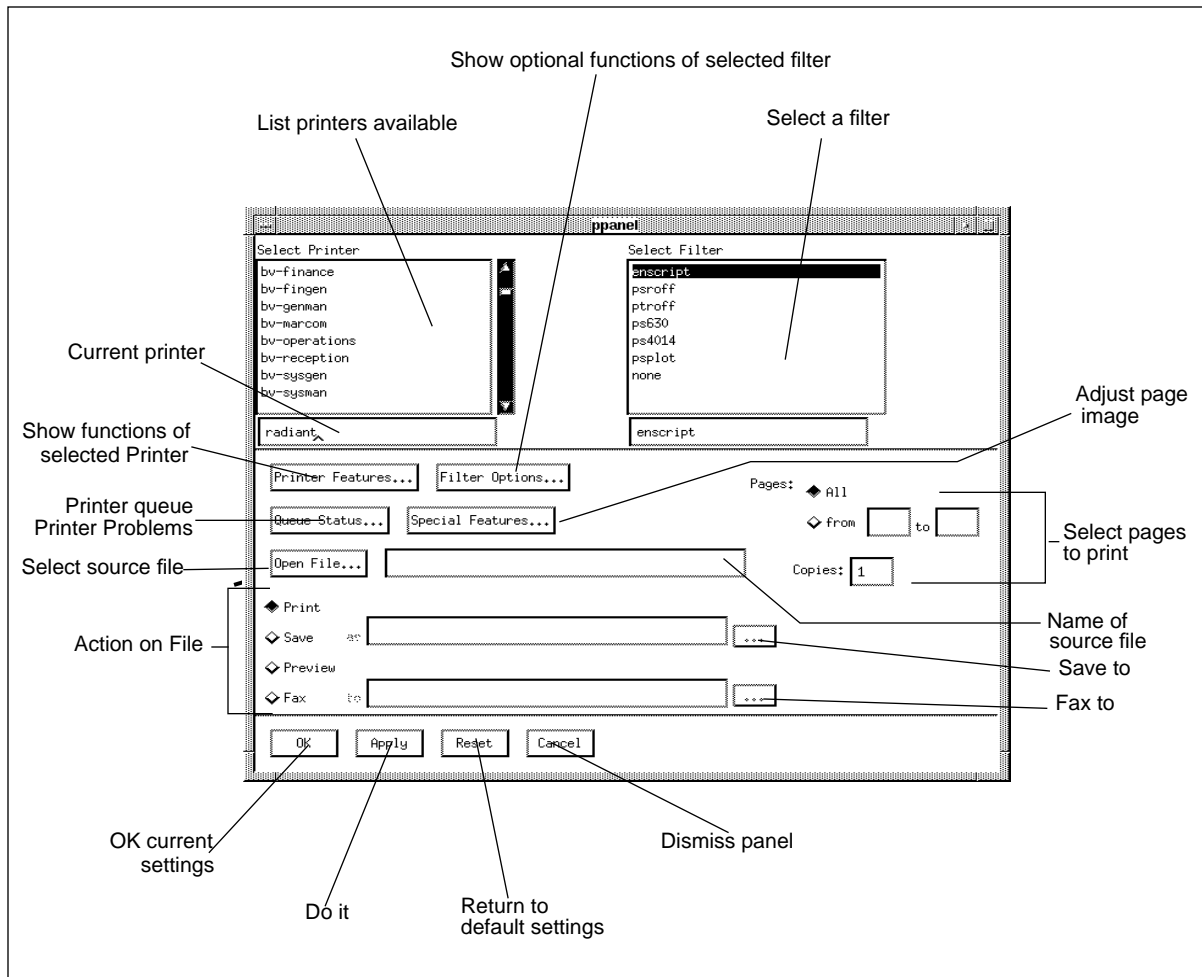 Show optional functions of selected filter
List printers available
Select a filter
ppanel
Select Printer
Select Filter
bv-finance
bv-fingen
bv-genman
bv-marcom
bv-operations
bv-reception
bv-sysgen
bv-sysman
enscript
psroff
ptroff
ps630
ps4014
psplot
none
Current printer
Adjust page
image
radiant
enscript
Show functions of
selected Printer
Printer Features...
Filter Options...
Pages:
All
from
to
Printer queue
Printer Problems
Queue Status...
Special Features...
Select pages
to print
Select source file
Open File...
Copies: 1
Print
Action on File
Save as
...
Name of
source file
Save to
Preview
Fax to
...
Fax to
OK
Apply
Reset
Cancel
OK current
settings
Dismiss panel
Do it
Return to
default settings